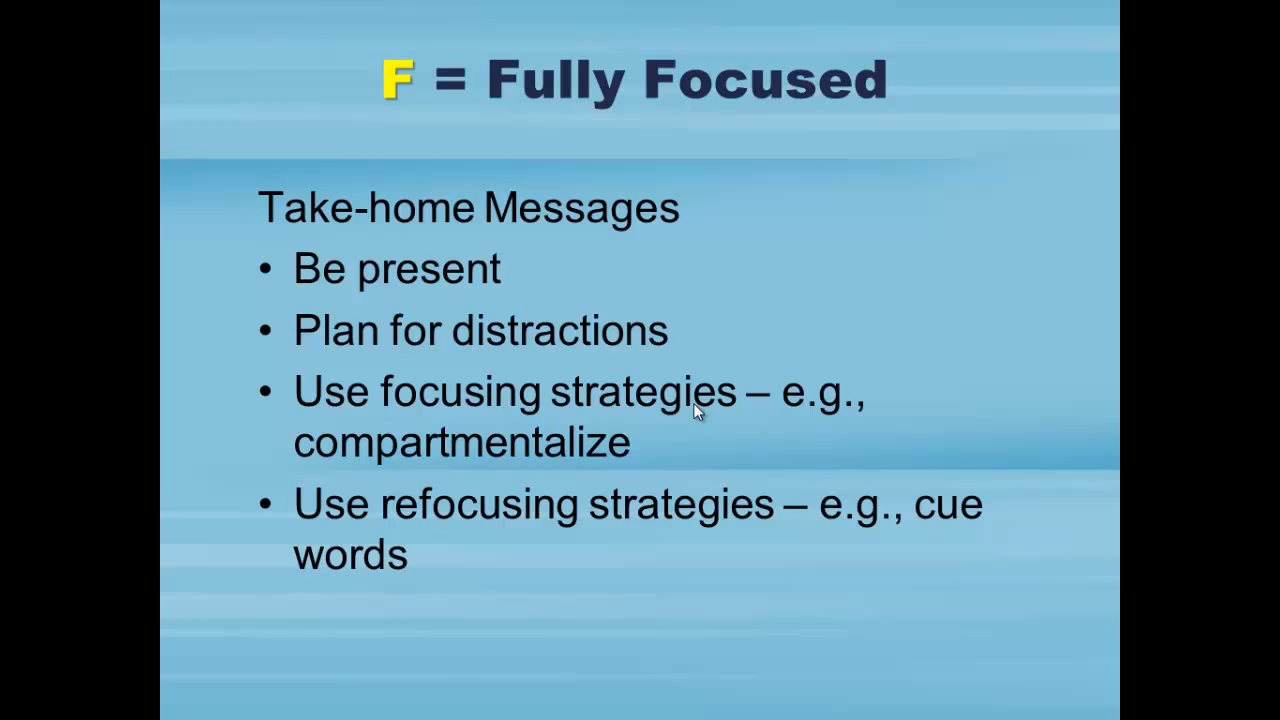 F = Fully Focused
Take-home Messages
• Be present
• Plan for distractions
• Use focusing strategies – e.g.,
compartmentalize
• Use refocusing strategies – e.g., cue
words